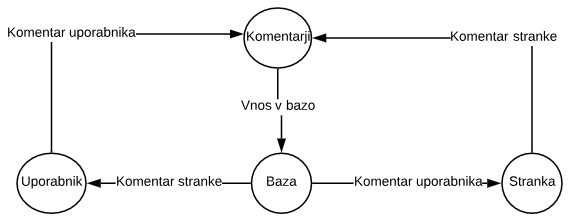 Komentar uporabnika
Komentarji
Komentar stranke
Vnos v bazo
Uporabnik
Komentar stranke
Baza
Komentar uporabnika
Stranka